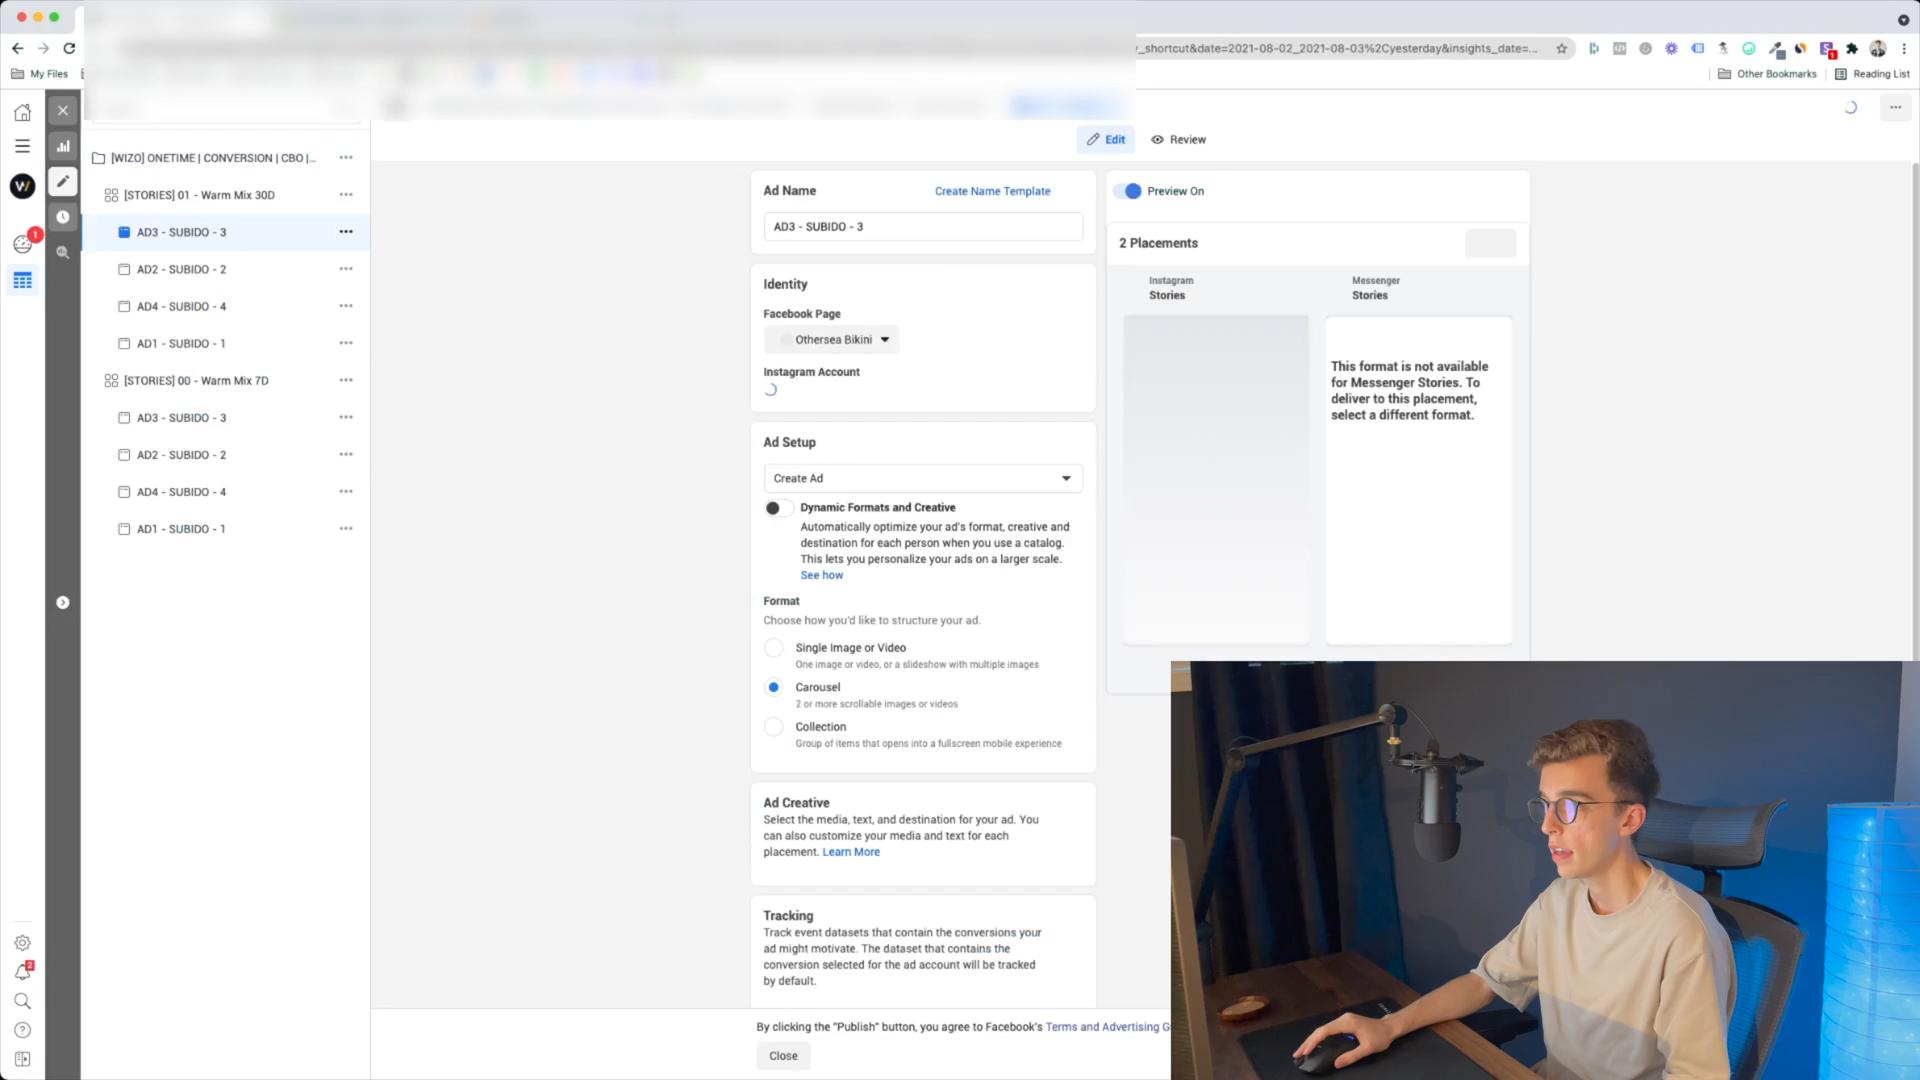 _shortcut&date=2021-08-02_2021-08-03%2Cyesterday&insights_date=...
1
My Files
Other Bookmarks
Reading List
Edit
Review
[WIZO] ONETIME | CONVERSION | CBO |...
[STORIES] 01 - Warm Mix 30D
AD3 - SUBIDO - 3
AD2 - SUBIDO - 2
AD4 - SUBIDO - 4
AD1 - SUBIDO - 1
[STORIES] 00 - Warm Mix 7D
AD3 - SUBIDO - 3
AD2 - SUBIDO - 2
AD4 - SUBIDO - 4
AD1 - SUBIDO - 1
W
1
2
Ad Name
Create Name Template
AD3 - SUBIDO - 3
Identity
Facebook Page
Othersea Bikini
Instagram Account
Ad Setup
Create Ad
Dynamic Formats and Creative
Automatically optimize your ad's format, creative and
destination for each person when you use a catalog.
This lets you personalize your ads on a larger scale.
See how
Format
Choose how you'd like to structure your ad.
Single Image or Video
One image or video, or a slideshow with multiple images
Carousel
2 or more scrollable images or videos
Collection
Group of items that opens into a fullscreen mobile experience
Ad Creative
Select the media, text, and destination for your ad. You
can also customize your media and text for each
placement. Learn More
Tracking
Track event datasets that contain the conversions your
ad might motivate. The dataset that contains the
conversion selected for the ad account will be tracked
by default.
By clicking the "Publish" button, you agree to Facebook's Terms and Advertising G
Close
Preview On
2 Placements
Instagram
Stories
Messenger
Stories
This format is not available
for Messenger Stories. To
deliver to this placement,
select a different format.